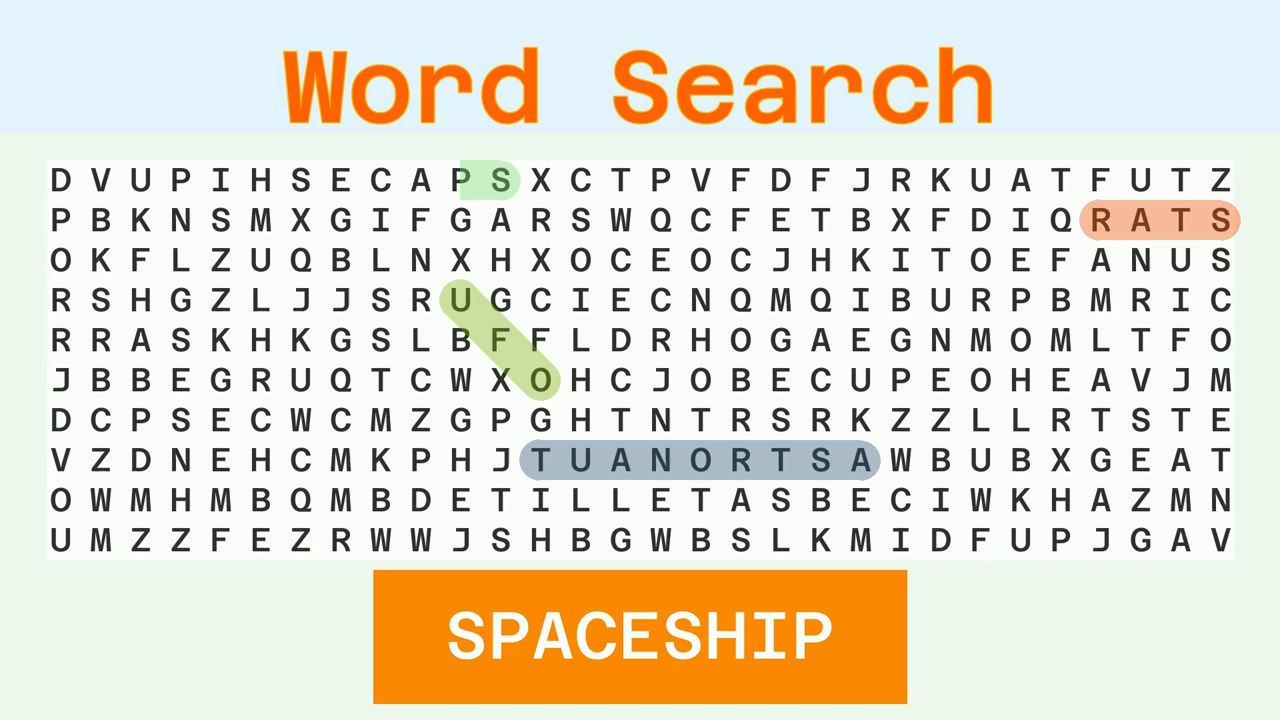 Word Search
D V U P I H S E C A P S X C T P V F D F J R K U A T F U T Z
P B K N S M X G I F G A R S W Q C F E T B X F D I Q R A T S
O K F L Z U Q B L N X H X O C E O C J H K I T O E F A N U S
R S H G Z L J J S R U G C I E C N Q M Q I B U R P B M R I C
R R A S K H K G S L B F F L D R H O G A E G N M O M L T F O
J B B E G R U Q T C W X O H C J O B E C U P E O H E A V J M
D C P S E C W C M Z G P G H T N T R S R K Z Z L L R T S T E
V Z D N E H C M K P H J T U A N O R T S A W B U B X G E A T
O W M H M B Q M B D E T I L L E T A S B E C I W K H A Z M N
U M Z Z F E Z R W W J S H B G W B S L K M I D F U P J G A V
SPACESHIP